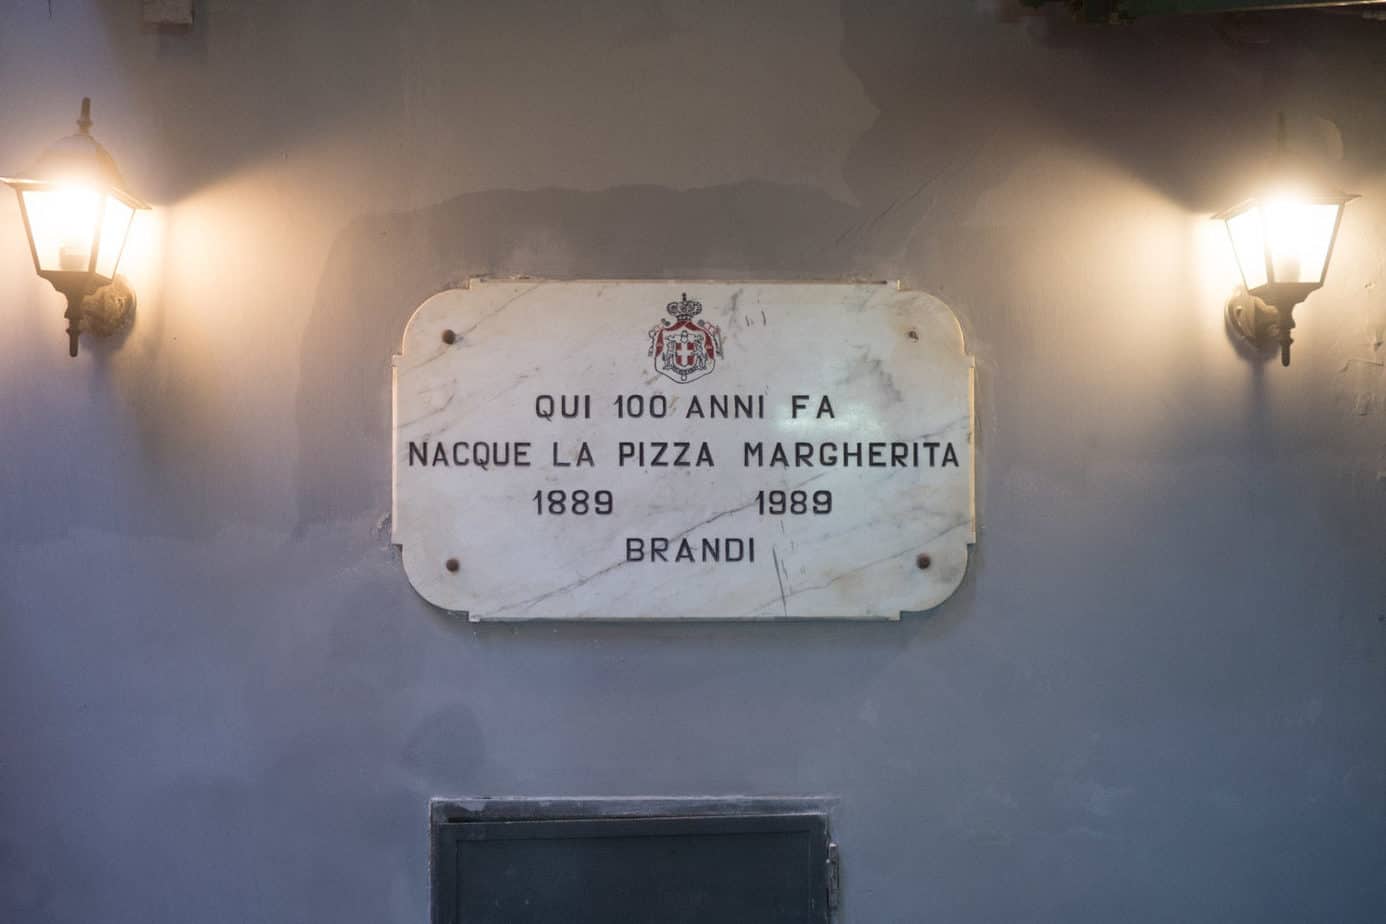 QUI 100 ANNI FA
NACQUE LA PIZZA MARGHERITA
1889 1989
BRANDI